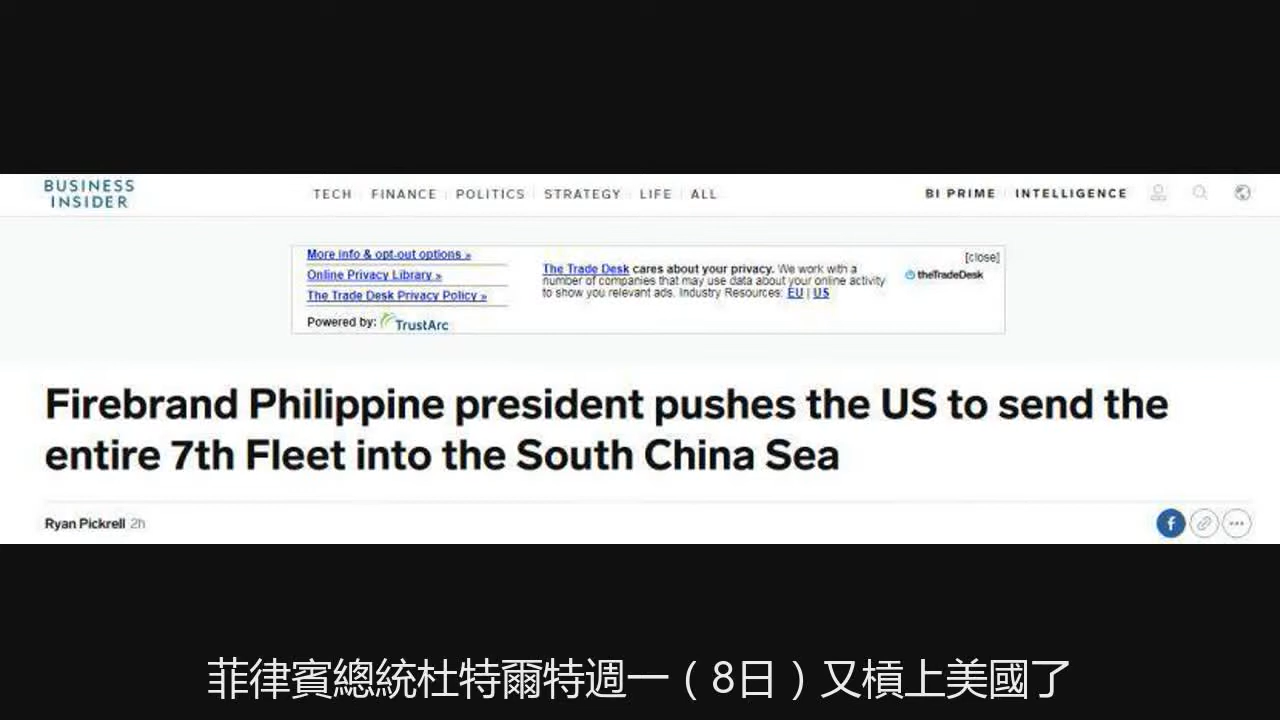 BUSINESS
INSIDER
TECH FINANCE POLITICS STRATEGY LIFE ALL
BI PRIME INTELLIGENCE
More info & opt-out options »
Online Privacy Library »
The Trade Desk Privacy Policy »
Powered by: TrustArc
The Trade Desk cares about your privacy. We work with a
number of companies that may use data about your online activity
to show you relevant ads. Industry Resources: EU | US
[close]
theTradeDesk
Firebrand Philippine president pushes the US to send the
entire 7th Fleet into the South China Sea
Ryan Pickrell 2h
菲律賓總統杜特爾特週一（8日）又槓上美國了